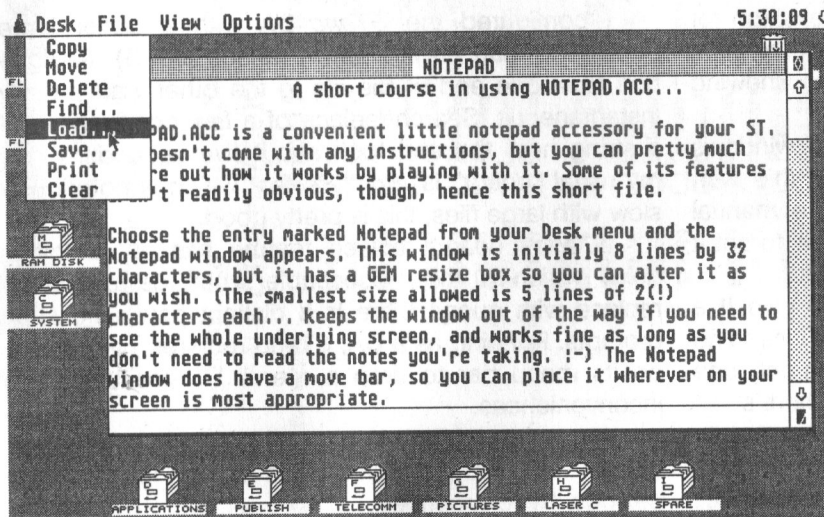 Desk File View Options 5:30:09
Copy
Move
Delete
Find...
Load...
Save...
Print
Clear
NOTEPAD
A short course in using NOTEPAD.ACC...
PAD.ACC is a convenient little notepad accessory for your ST.
esn't come with any instructions, but you can pretty much
re out how it works by playing with it. Some of its features
't readily obvious, though, hence this short file.
Choose the entry marked Notepad from your Desk menu and the
Notepad window appears. This window is initially 8 lines by 32
characters, but it has a GEM resize box so you can alter it as
you wish. (The smallest size allowed is 5 lines of 2(!)
characters each... keeps the window out of the way if you need to
see the whole underlying screen, and works fine as long as you
don't need to read the notes you're taking. :-) The Notepad
window does have a move bar, so you can place it wherever on your
screen is most appropriate.
FL
FL
M
RAM DISK
C
SYSTEM
D
APPLICATIONS
E
PUBLISH
F
TELECOMM
G
PICTURES
H
LASER C
I
SPARE